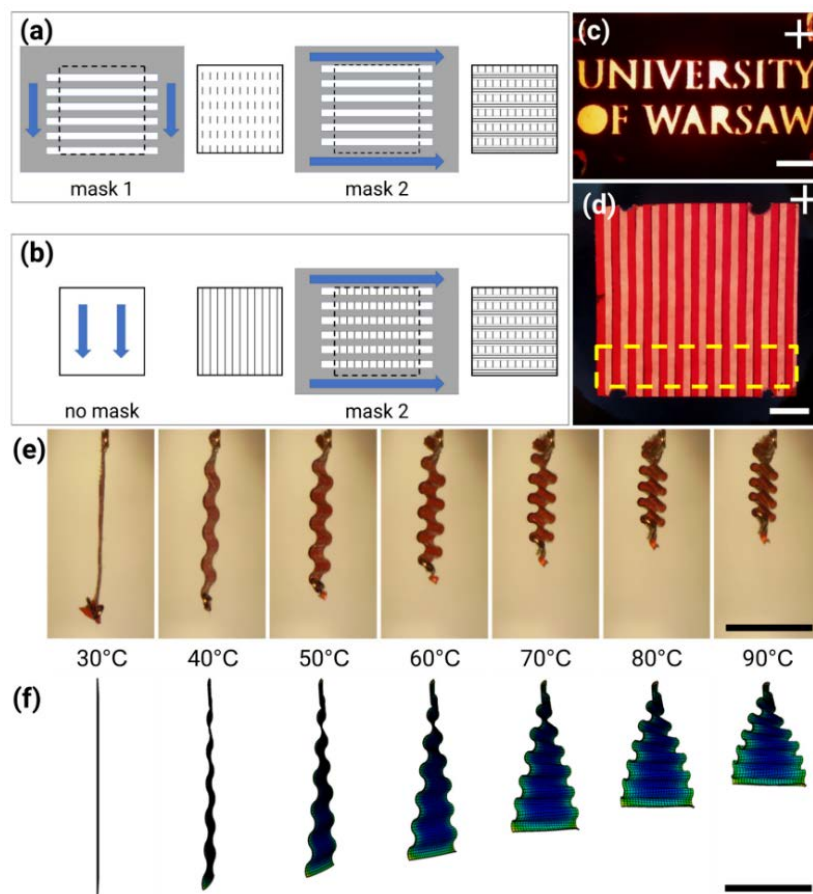 (a)
mask 1
mask 2
(b)
no mask
mask 2
(c)
UNIVERSITY
OF WARSAW
(d)
(e)
30°C 40°C 50°C 60°C 70°C 80°C 90°C
(f)